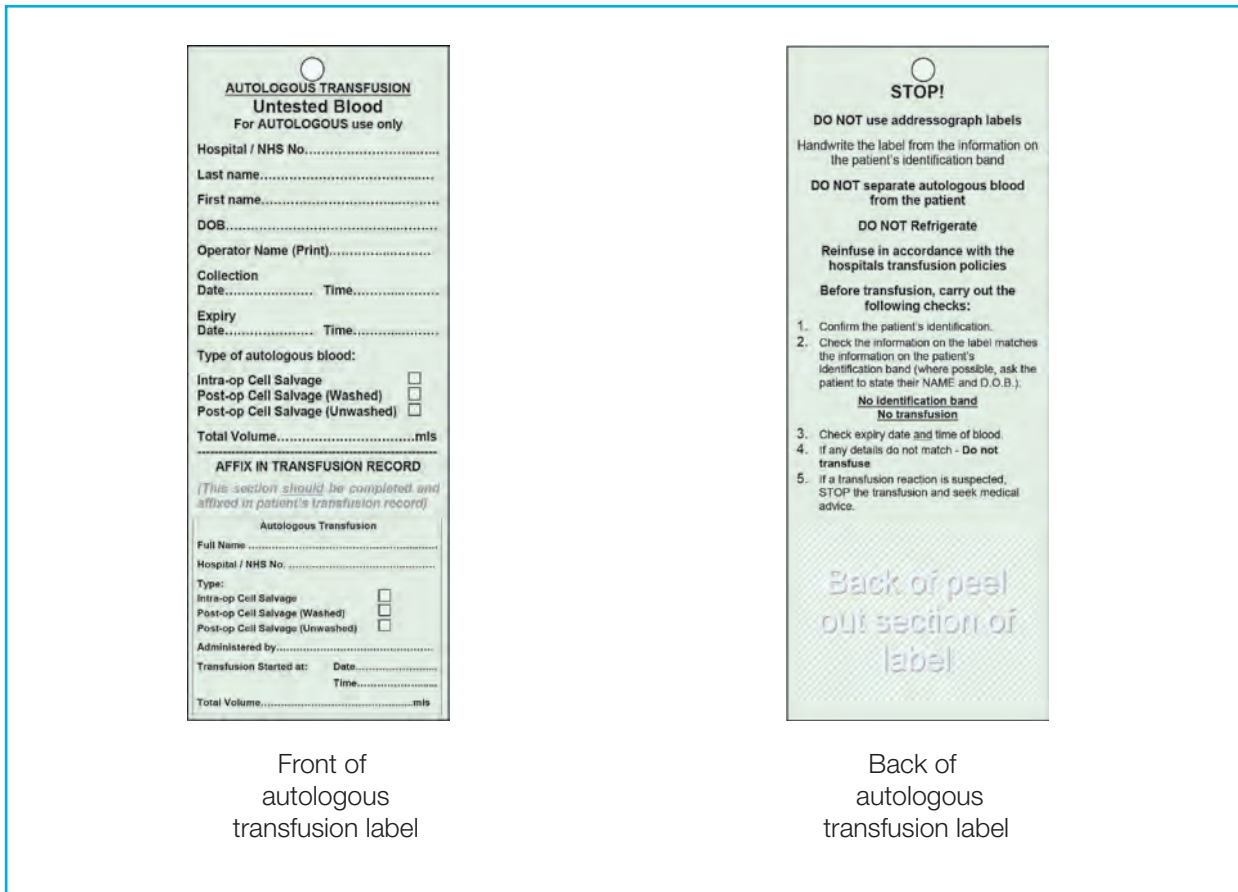 AUTOLOGOUS TRANSFUSION
Untested Blood
For AUTOLOGOUS use only
Hospital / NHS No..................................
Last name............................................
First name...........................................
DOB.....................................................
Operator Name (Print).........................
Collection
Date...................... Time.....................
Expiry
Date...................... Time.....................
Type of autologous blood:
Intra-op Cell Salvage
Post-op Cell Salvage (Washed)
Post-op Cell Salvage (Unwashed)
Total Volume..................................mls
AFFIX IN TRANSFUSION RECORD
(This section should be completed and
affixed in patient's transfusion record)
Autologous Transfusion
Full Name ................................................
Hospital / NHS No. .....................................
Type:
Intra-op Cell Salvage
Post-op Cell Salvage (Washed)
Post-op Cell Salvage (Unwashed)
Administered by........................................
Transfusion Started at: Date.....................
Time.....................
Total Volume.......................................mls
Front of
autologous
transfusion label
STOP!
DO NOT use addressograph labels
Handwrite the label from the information on
the patient's identification band
DO NOT separate autologous blood
from the patient
DO NOT Refrigerate
Reinfuse in accordance with the
hospitals transfusion policies
Before transfusion, carry out the
following checks:
1. Confirm the patient's identification.
2. Check the information on the label matches
the information on the patient's
identification band (where possible, ask the
patient to state their NAME and D.O.B.).
No identification band
No transfusion
3. Check expiry date and time of blood.
4. If any details do not match - Do not
transfuse
5. If a transfusion reaction is suspected,
STOP the transfusion and seek medical
advice.
Back of peel
out section of
label
Back of
autologous
transfusion label